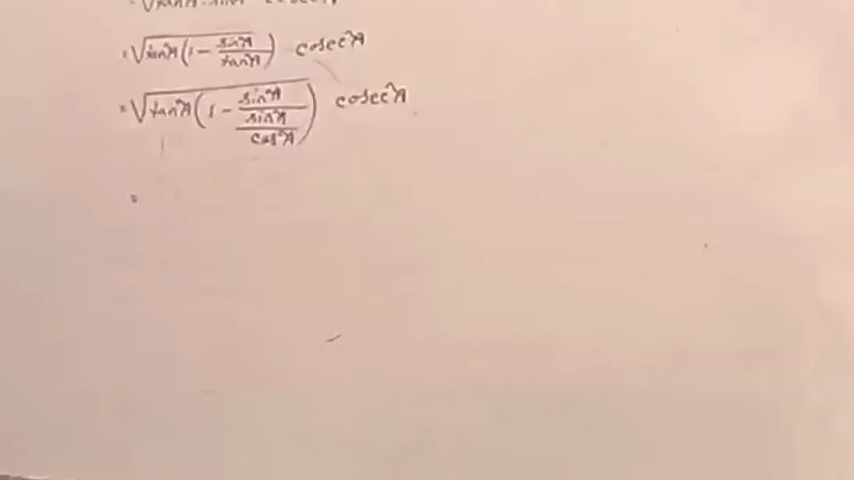 = √tan²A(1 - sin²A/tan²A) cosec²A
= √tan²A(1 - sin²A/(sin²A/cos²A)) cosec²A
=